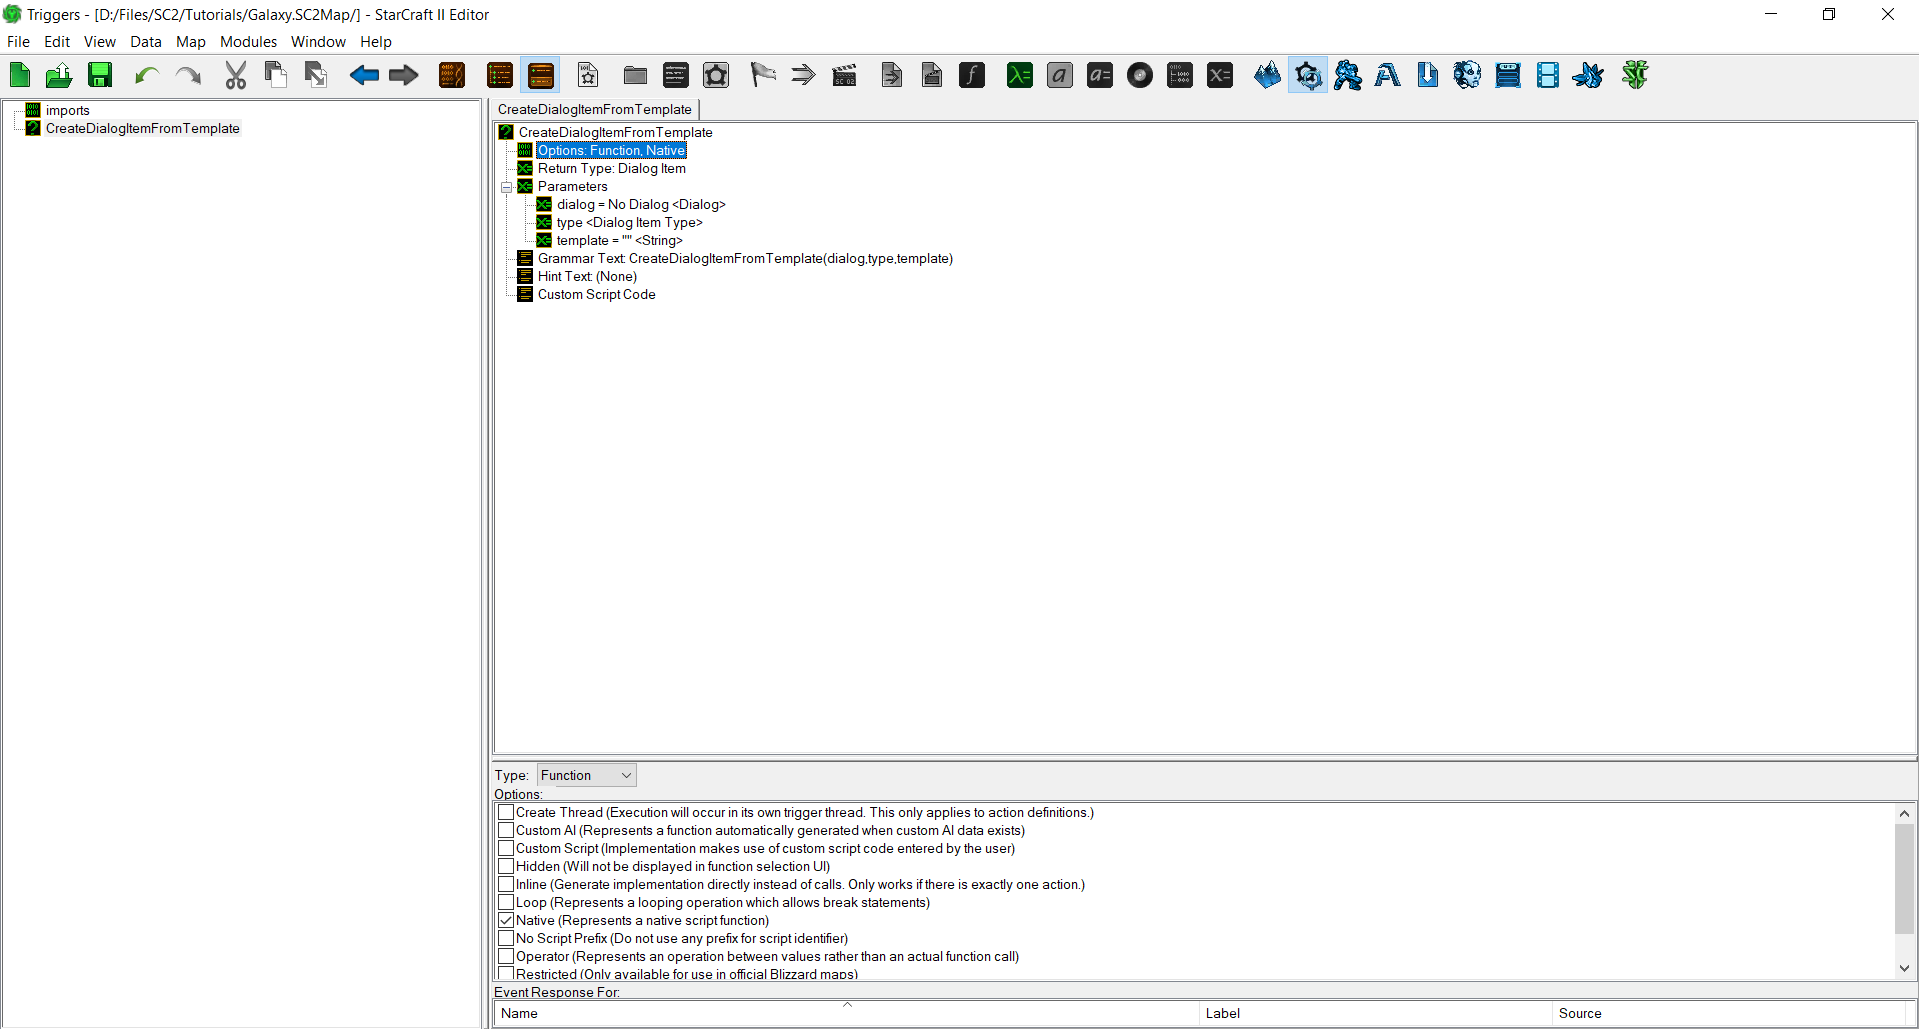 Triggers - [D:/Files/SC2/Tutorials/Galaxy.SC2Map/] - StarCraft II Editor
File Edit View Data Map Modules Window Help
imports
CreateDialogItemFromTemplate
CreateDialogItemFromTemplate
CreateDialogItemFromTemplate
Options: Function, Native
Return Type: Dialog Item
Parameters
dialog = No Dialog <Dialog>
type <Dialog Item Type>
template = "" <String>
Grammar Text: CreateDialogItemFromTemplate(dialog,type,template)
Hint Text: (None)
Custom Script Code
Type: Function
Options:
Create Thread (Execution will occur in its own trigger thread. This only applies to action definitions.)
Custom AI (Represents a function automatically generated when custom AI data exists)
Custom Script (Implementation makes use of custom script code entered by the user)
Hidden (Will not be displayed in function selection UI)
Inline (Generate implementation directly instead of calls. Only works if there is exactly one action.)
Loop (Represents a looping operation which allows break statements)
Native (Represents a native script function)
No Script Prefix (Do not use any prefix for script identifier)
Operator (Represents an operation between values rather than an actual function call)
Restricted (Only available for use in official Blizzard maps)
Event Response For:
Name Label Source